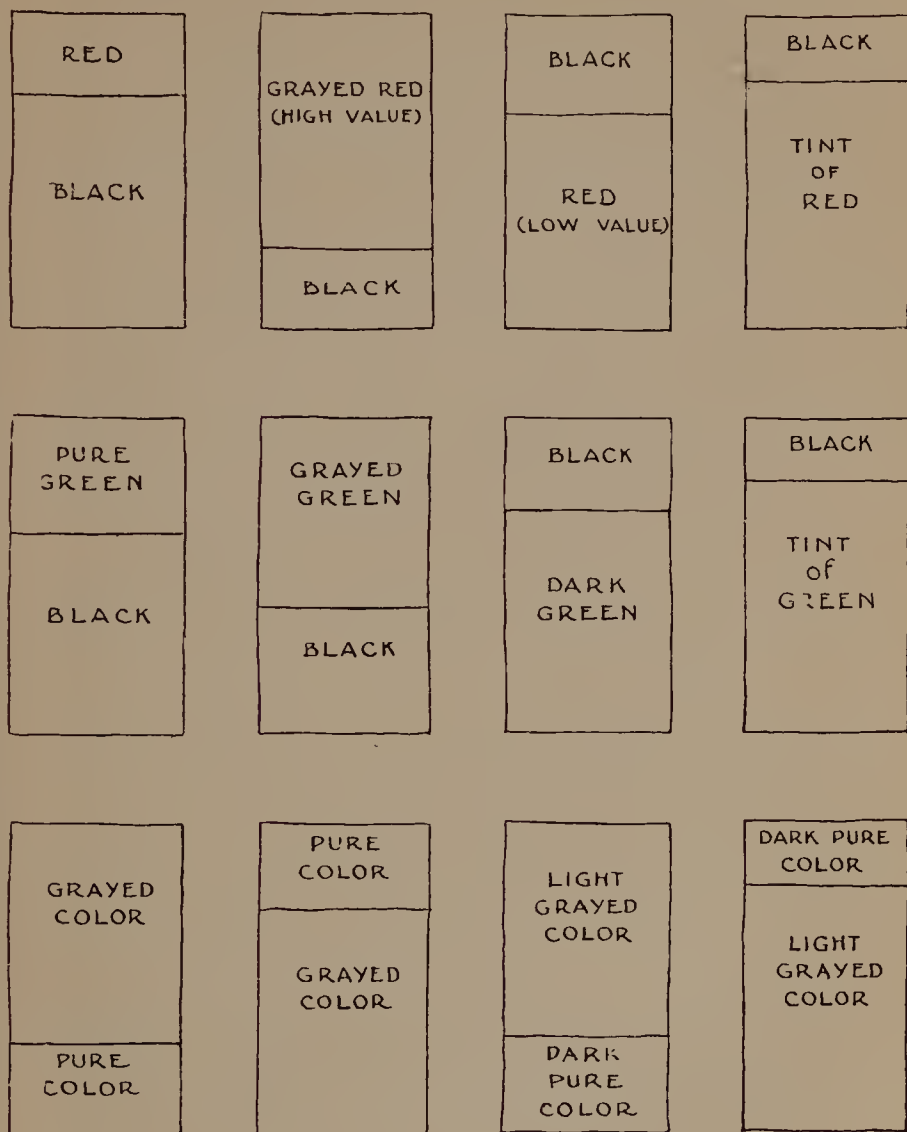 RED
BLACK
GRAYED RED
(HIGH VALUE)
BLACK
BLACK
RED
(LOW VALUE)
BLACK
TINT
OF
RED
PURE
GREEN
BLACK
GRAYED
GREEN
BLACK
BLACK
DARK
GREEN
BLACK
TINT
of
GREEN
GRAYED
COLOR
PURE
COLOR
PURE
COLOR
GRAYED
COLOR
LIGHT
GRAYED
COLOR
DARK
PURE
COLOR
DARK PURE
COLOR
LIGHT
GRAYED
COLOR